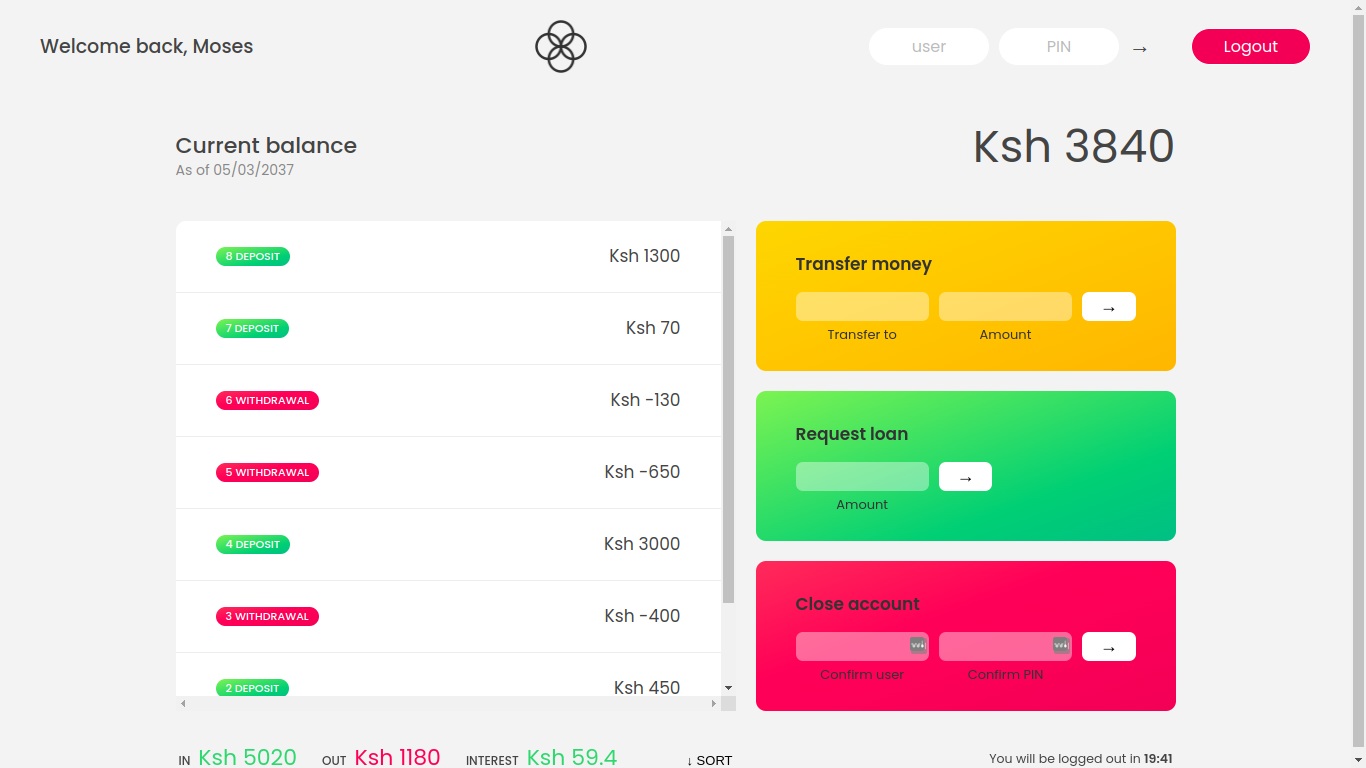 Welcome back, Moses
user PIN → Logout
Current balance
As of 05/03/2037
Ksh 3840
8 DEPOSIT Ksh 1300
7 DEPOSIT Ksh 70
6 WITHDRAWAL Ksh -130
5 WITHDRAWAL Ksh -650
4 DEPOSIT Ksh 3000
3 WITHDRAWAL Ksh -400
2 DEPOSIT Ksh 450
Transfer money
→
Transfer to Amount
Request loan
→
Amount
Close account
→
Confirm user Confirm PIN
IN Ksh 5020 OUT Ksh 1180 INTEREST Ksh 59.4 ↓ SORT
You will be logged out in 19:41